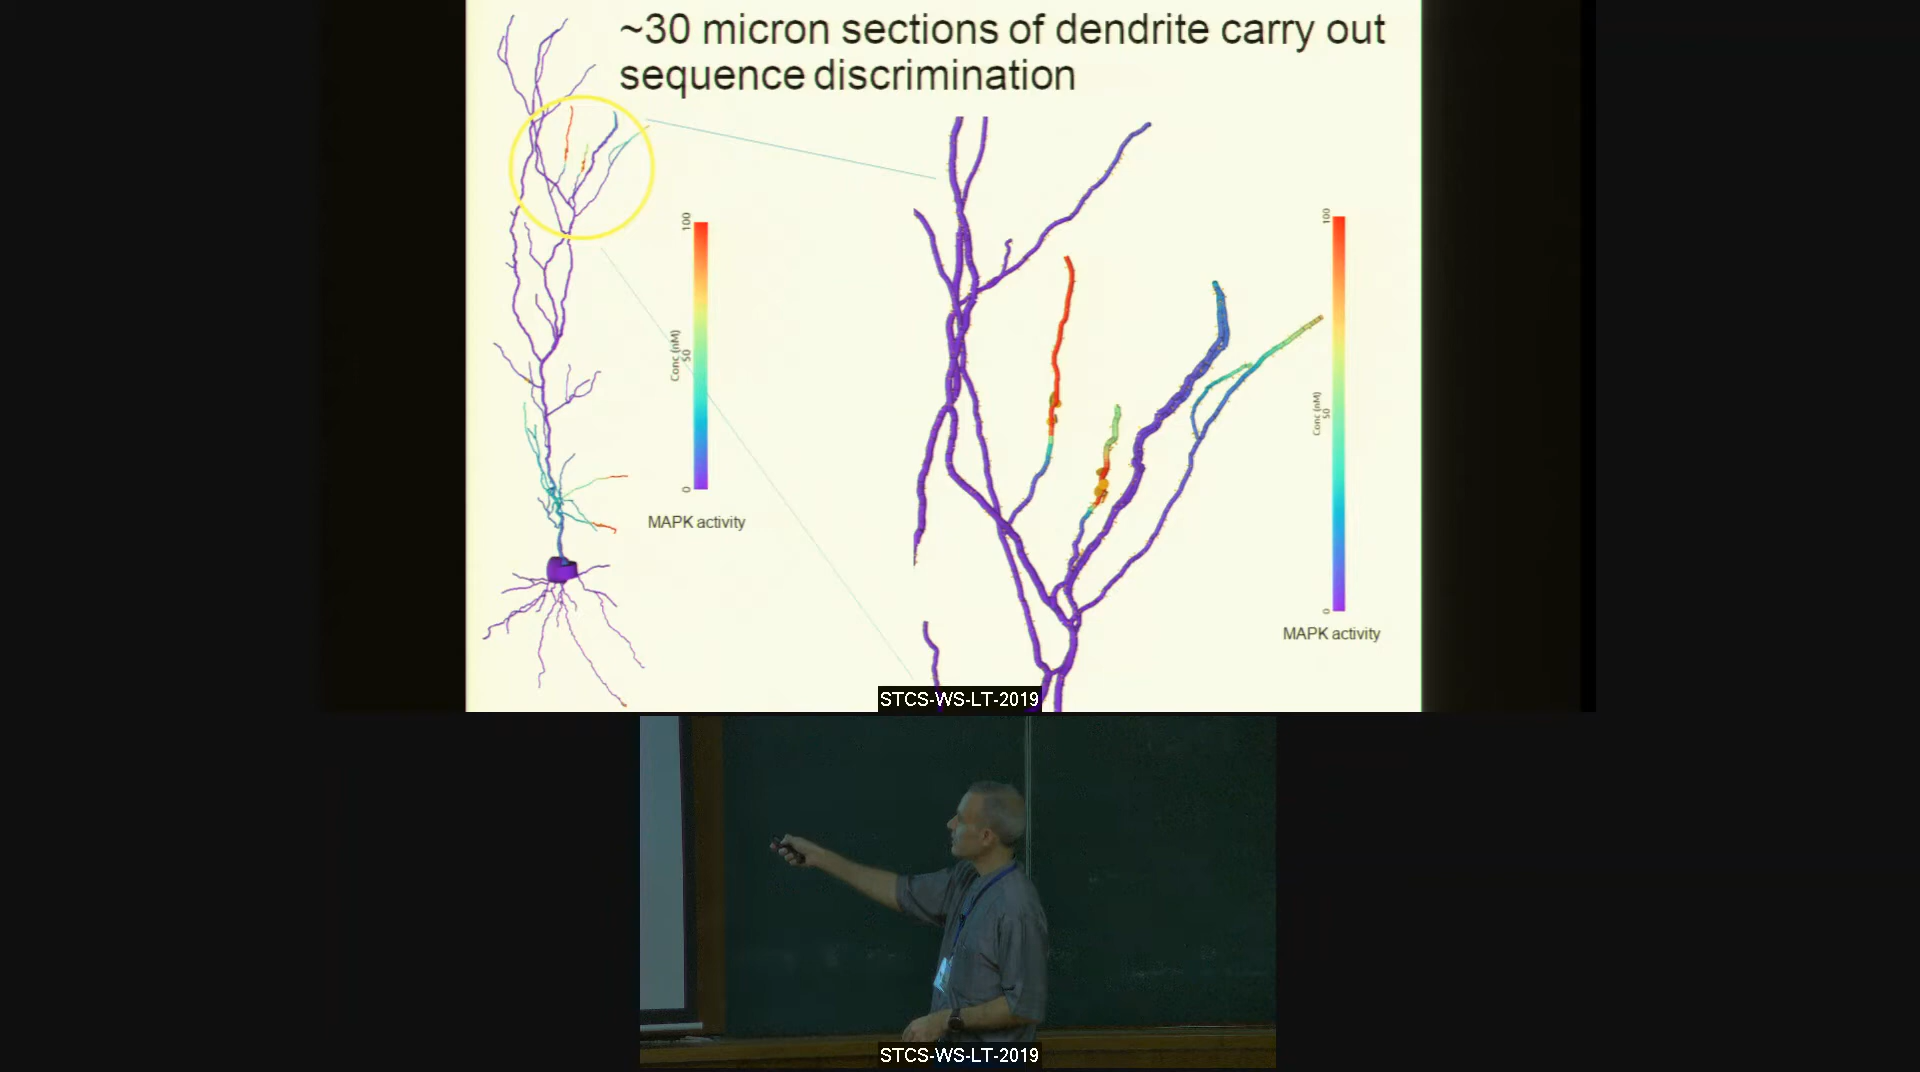 ~30 micron sections of dendrite carry out
sequence discrimination
100
Conc (nM)
50
0
MAPK activity
100
Conc (nM)
50
0
MAPK activity
STCS-WS-LT-2019
STCS-WS-LT-2019